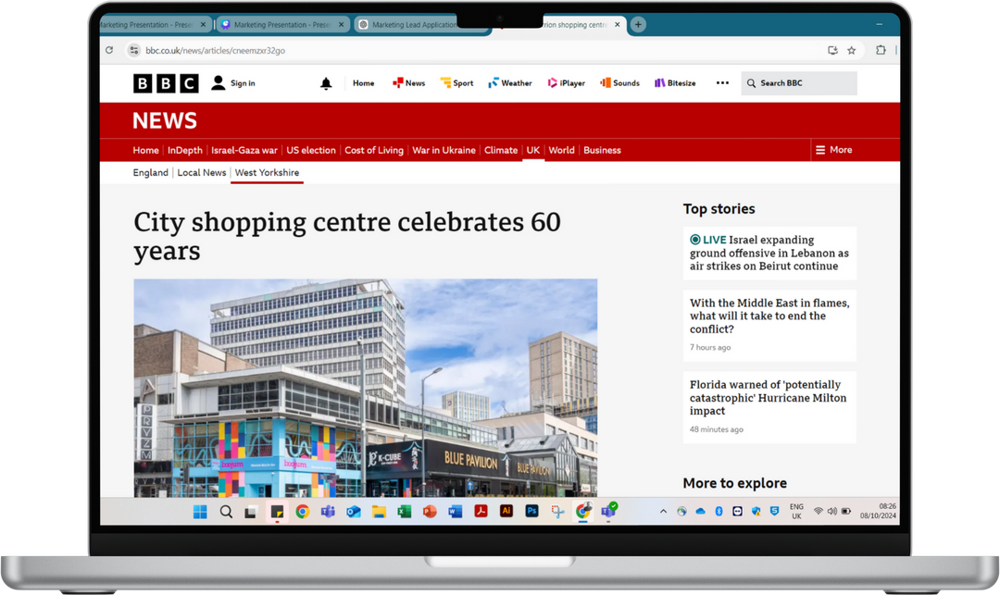 arketing Presentation - Prese
Marketing Presentation - Prese
Marketing Lead Application
rion shopping centr
bbc.co.uk/news/articles/cneemzxr32go
BBC
Sign in
Home
News
Sport
Weather
iPlayer
Sounds
Bitesize
Search BBC
NEWS
Home
InDepth
Israel-Gaza war
US election
Cost of Living
War in Ukraine
Climate
UK
World
Business
More
England
Local News
West Yorkshire
City shopping centre celebrates 60
years
PRYZM
K-CUBE
BLUE PAVILION
BLUE PAVILION
Top stories
LIVE Israel expanding
ground offensive in Lebanon as
air strikes on Beirut continue
With the Middle East in flames,
what will it take to end the
conflict?
7 hours ago
Florida warned of 'potentially
catastrophic' Hurricane Milton
impact
48 minutes ago
More to explore
Ai
Ps
ENG
UK
08:26
08/10/2024